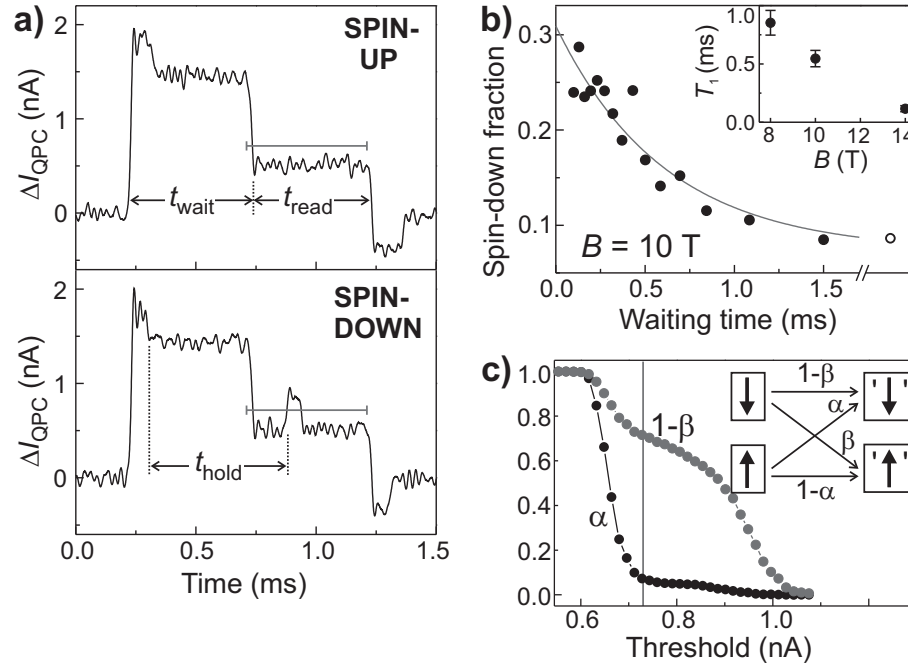 a)
SPIN-
UP
ΔI_QPC (nA)
2
1
0
t_wait
t_read
SPIN-
DOWN
ΔI_QPC (nA)
2
1
0
t_hold
0.0 0.5 1.0 1.5
Time (ms)
b)
Spin-down fraction
0.3
0.2
0.1
B = 10 T
0.0 0.5 1.0 1.5
Waiting time (ms)
T_1 (ms)
1.0
0.5
0.0
8 10 12 14
B (T)
c)
1.0
0.8
0.6
0.4
0.2
0.0
α
1-β
0.6 0.8 1.0
Threshold (nA)
1-β
α
β
1-α
↓ '↓'
↑ '↑'